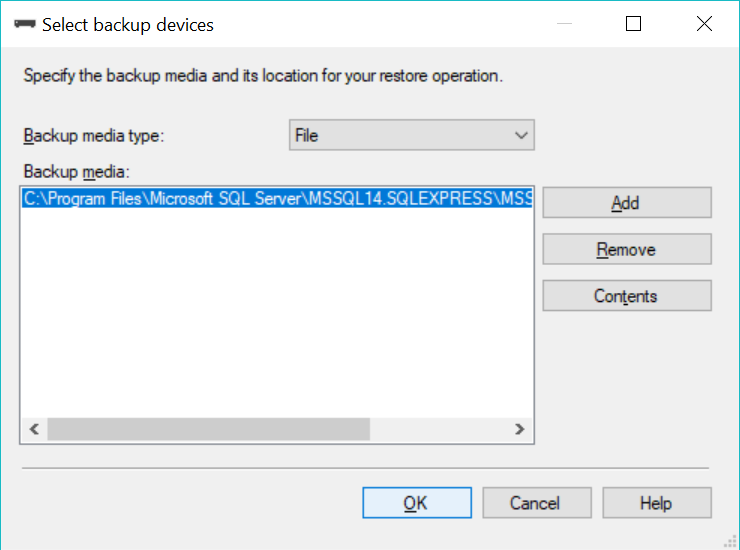 Select backup devices
Specify the backup media and its location for your restore operation.
Backup media type:
File
Backup media:
C:\Program Files\Microsoft SQL Server\MSSQL14.SQLEXPRESS\MSS
Add
Remove
Contents
OK
Cancel
Help